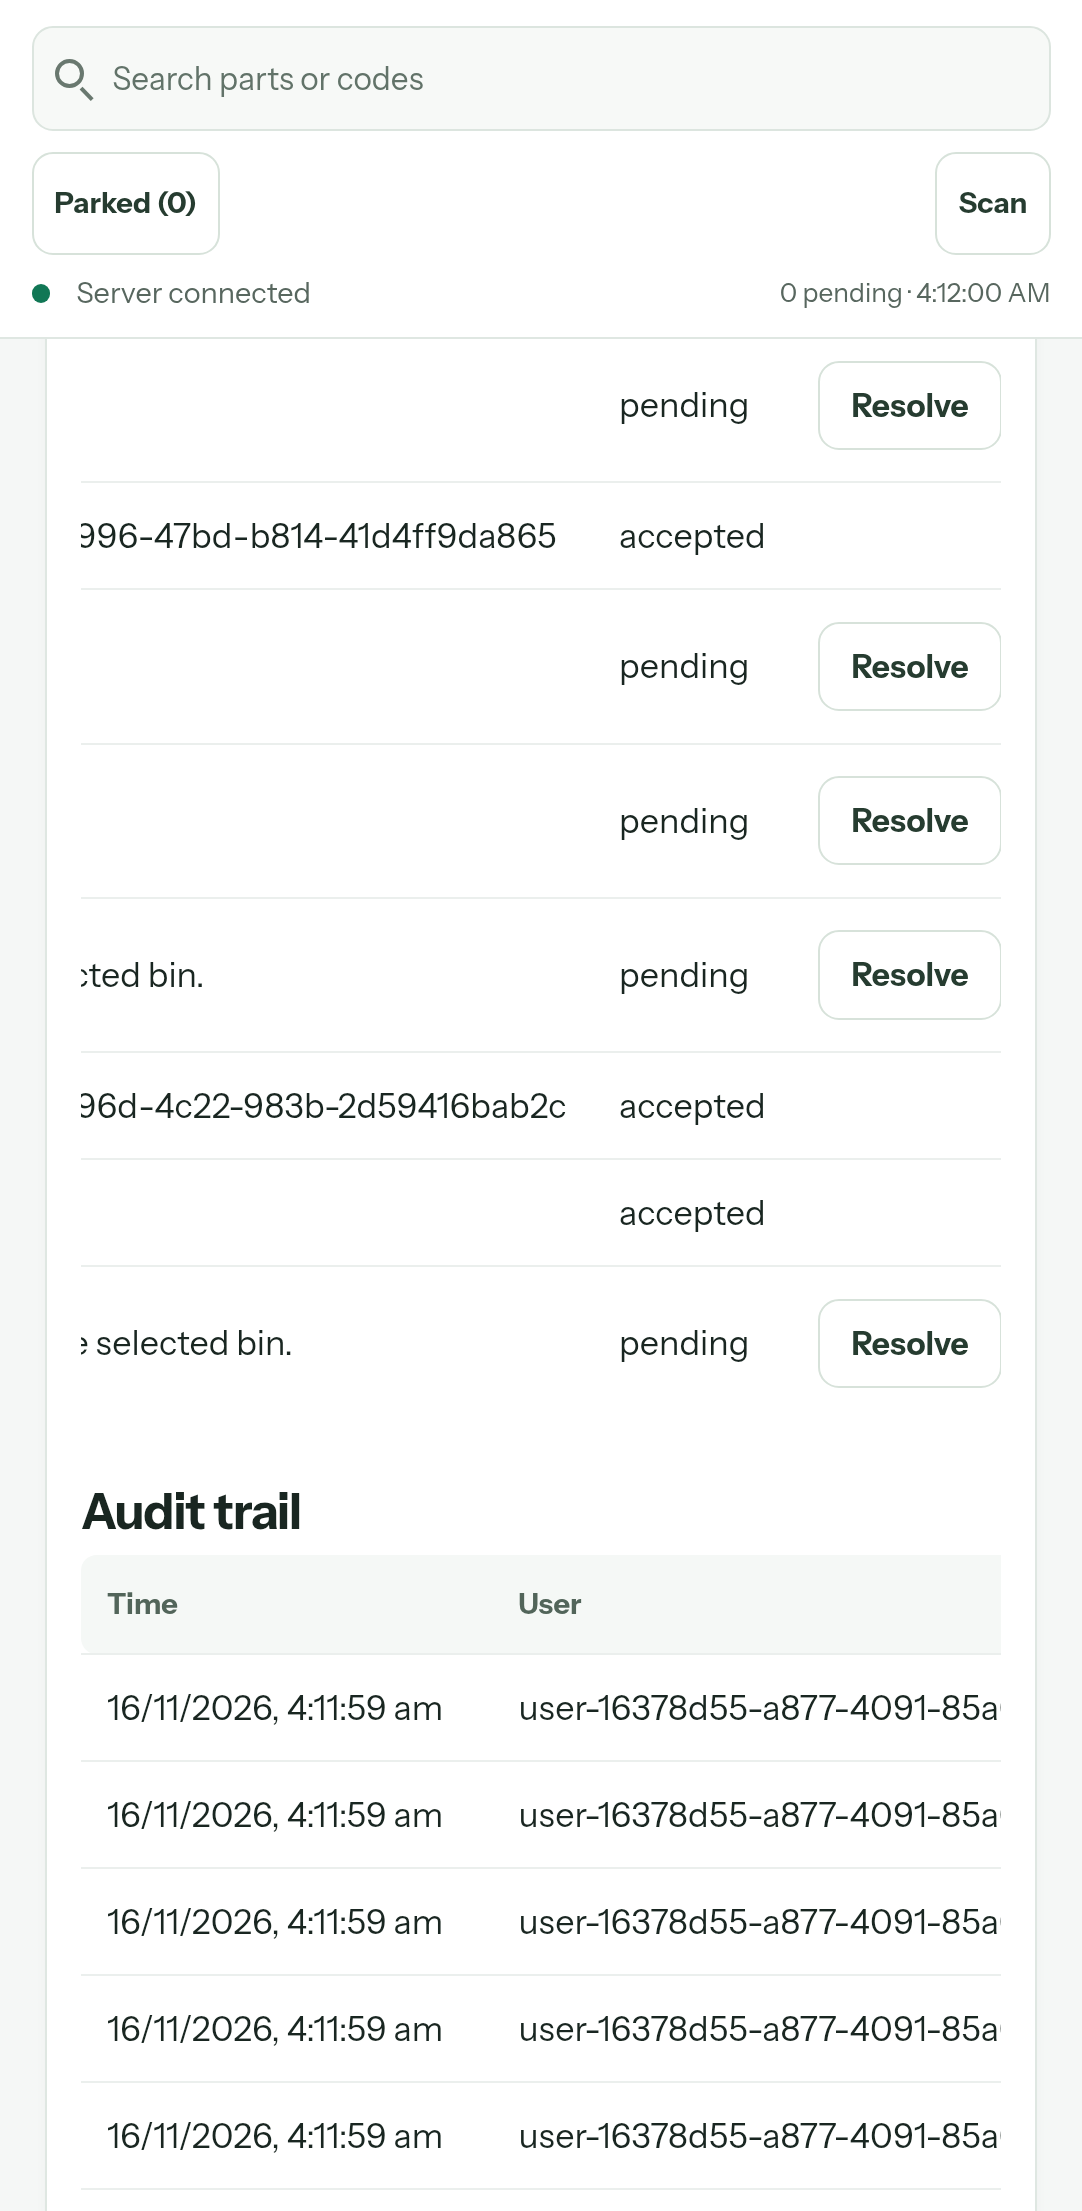 Search parts or codes
Parked (0)
Scan
Server connected
0 pending · 4:12:00 AM
pending Resolve
996-47bd-b814-41d4ff9da865 accepted
pending Resolve
pending Resolve
cted bin. pending Resolve
96d-4c22-983b-2d59416bab2c accepted
accepted
e selected bin. pending Resolve
Audit trail
Time User
16/11/2026, 4:11:59 am user-16378d55-a877-4091-85a
16/11/2026, 4:11:59 am user-16378d55-a877-4091-85a
16/11/2026, 4:11:59 am user-16378d55-a877-4091-85a
16/11/2026, 4:11:59 am user-16378d55-a877-4091-85a
16/11/2026, 4:11:59 am user-16378d55-a877-4091-85a